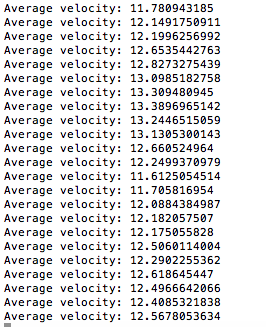 Average velocity: 11.780943185
Average velocity: 12.1491750911
Average velocity: 12.1996256992
Average velocity: 12.6535442763
Average velocity: 12.8273275439
Average velocity: 13.0985182758
Average velocity: 13.309480945
Average velocity: 13.3896965142
Average velocity: 13.2446515059
Average velocity: 13.1305300143
Average velocity: 12.660524964
Average velocity: 12.2499370979
Average velocity: 11.6125054514
Average velocity: 11.705816954
Average velocity: 12.0884384987
Average velocity: 12.182057507
Average velocity: 12.175055828
Average velocity: 12.5060114004
Average velocity: 12.2902255362
Average velocity: 12.618645447
Average velocity: 12.4966642066
Average velocity: 12.4085321838
Average velocity: 12.5678053634